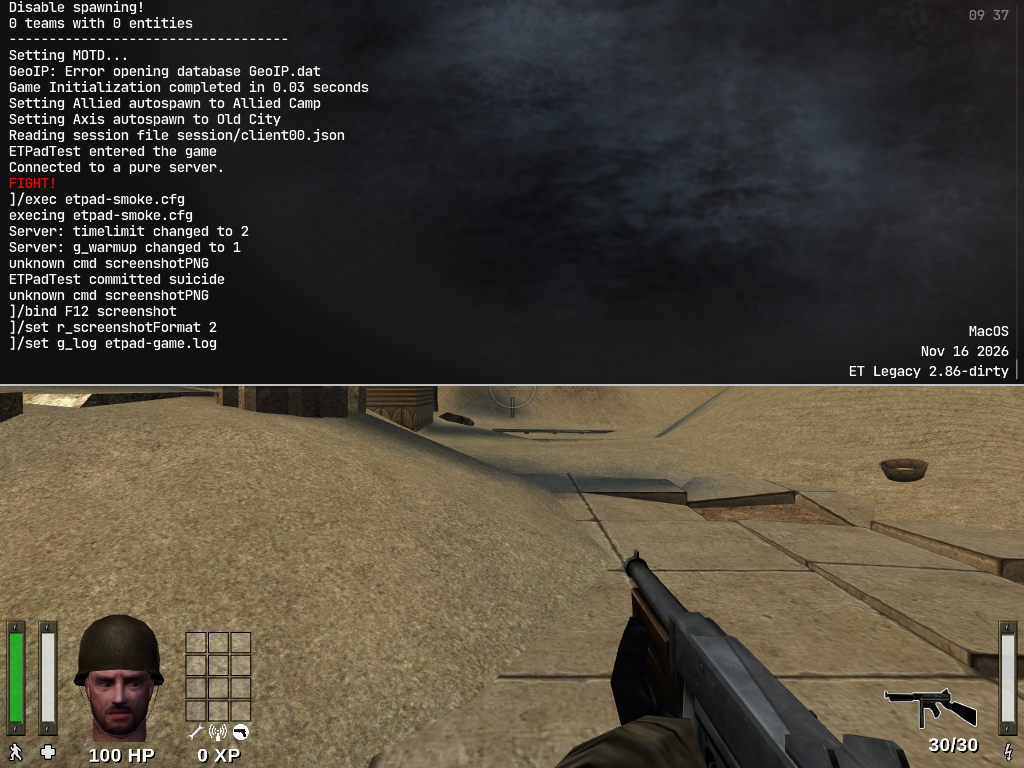 Disable spawning!
0 teams with 0 entities
-----------------------------------
Setting MOTD...
GeoIP: Error opening database GeoIP.dat
Game Initialization completed in 0.03 seconds
Setting Allied autospawn to Allied Camp
Setting Axis autospawn to Old City
Reading session file session/client00.json
ETPadTest entered the game
Connected to a pure server.
FIGHT!
]/exec etpad-smoke.cfg
execing etpad-smoke.cfg
Server: timelimit changed to 2
Server: g_warmup changed to 1
unknown cmd screenshotPNG
ETPadTest committed suicide
unknown cmd screenshotPNG
]/bind F12 screenshot
]/set r_screenshotFormat 2
]/set g_log etpad-game.log
09 37
MacOS
Nov 16 2026
ET Legacy 2.86-dirty
100 HP
0 XP
30/30